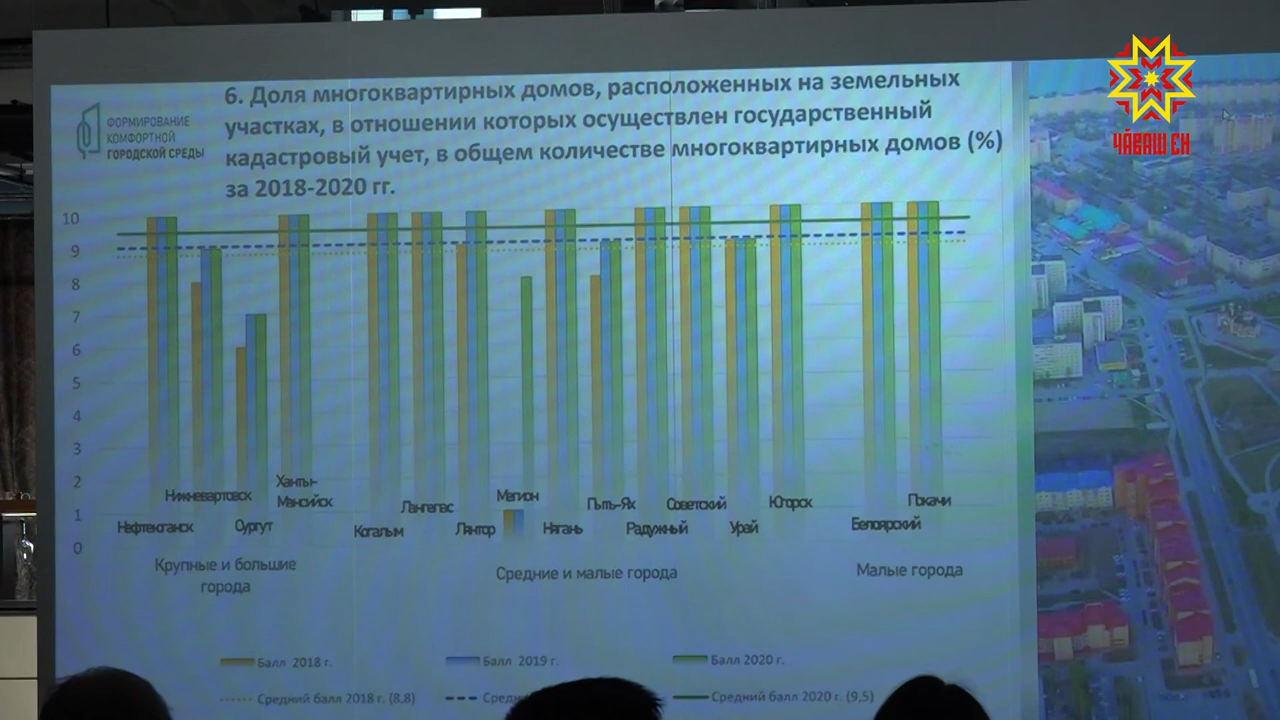 6. Доля многоквартирных домов, расположенных на земельных
участках, в отношении которых осуществлен государственный
кадастровый учет, в общем количестве многоквартирных домов (%)
за 2018-2020 гг.
ФОРМИРОВАНИЕ
КОМФОРТНОЙ
ГОРОДСКОЙ СРЕДЫ
ЧӐВАШ ЕН
10
9
8
7
6
5
4
3
2
1
0
Нефтеюганск
Нижневартовск
Сургут
Ханты-
Мансийск
Когалым
Лангепас
Лянтор
Мегион
Нягань
Пыть-Ях
Радужный
Советский
Урай
Югорск
Белоярский
Покачи
Крупные и большие
города
Средние и малые города
Малые города
Балл 2018 г.
Балл 2019 г.
Балл 2020 г.
Средний балл 2018 г. (8,8)
Средний балл 2020 г. (9,5)